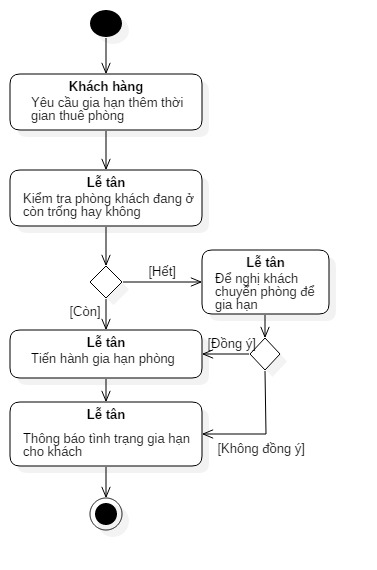 Khách hàng
Yêu cầu gia hạn thêm thời
gian thuê phòng
Lễ tân
Kiểm tra phòng khách đang ở
còn trống hay không
[Hết]
Lễ tân
Để nghị khách
chuyển phòng để
gia hạn
[Còn]
Lễ tân
Tiến hành gia hạn phòng
[Đồng ý]
Lễ tân
Thông báo tình trạng gia hạn
cho khách
[Không đồng ý]